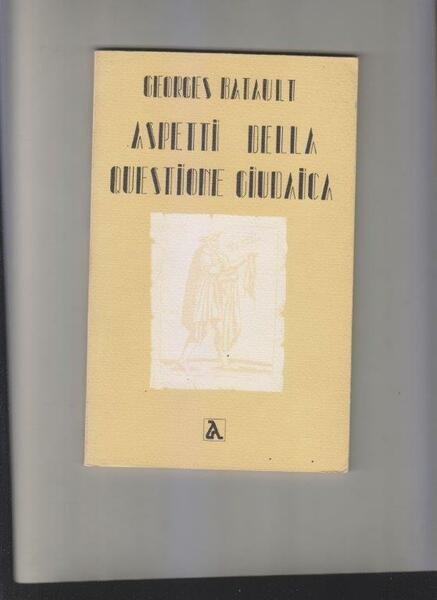 GEORGES BATAULT
ASPETTI DELLA
QUESTIONE GIUDAICA
A